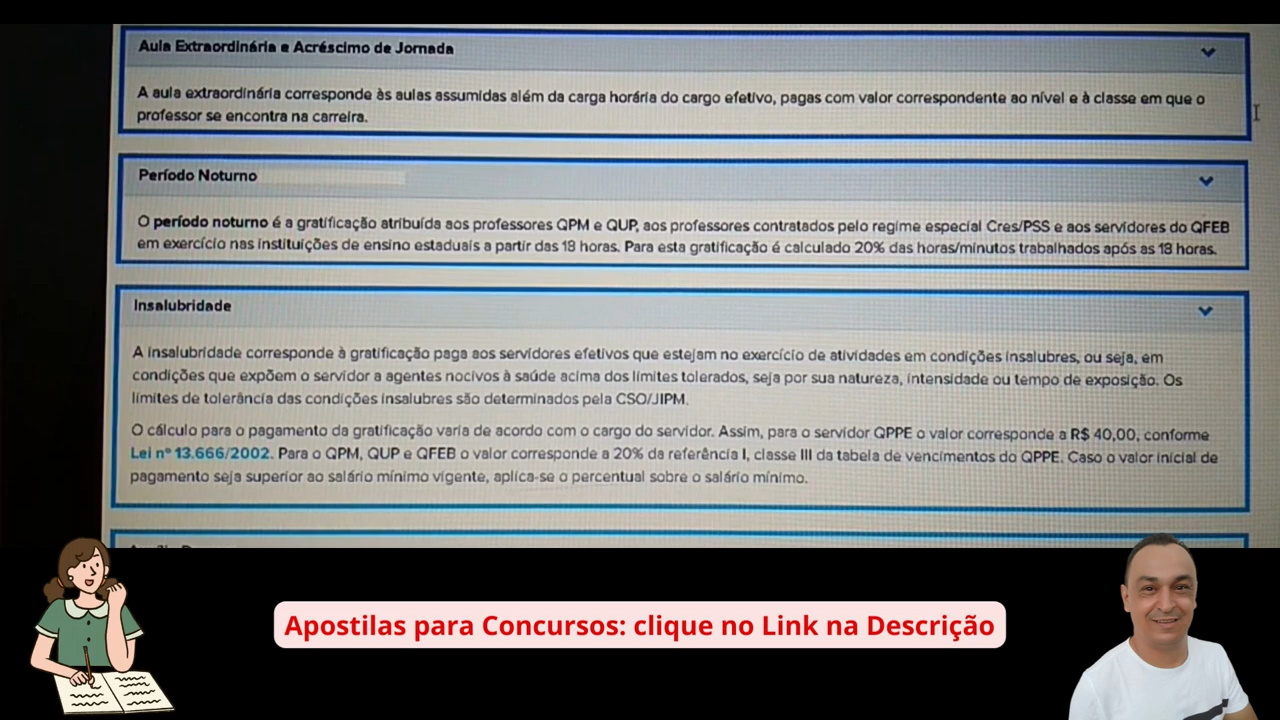 Aula Extraordinária e Acréscimo de Jornada
A aula extraordinária corresponde às aulas assumidas além da carga horária do cargo efetivo, pagas com valor correspondente ao nível e à classe em que o
professor se encontra na carreira.
Período Noturno
O período noturno é a gratificação atribuída aos professores QPM e QUP, aos professores contratados pelo regime especial Cres/PSS e aos servidores do QFEB
em exercício nas instituições de ensino estaduais a partir das 18 horas. Para esta gratificação é calculado 20% das horas/minutos trabalhados após as 18 horas.
Insalubridade
A insalubridade corresponde à gratificação paga aos servidores efetivos que estejam no exercício de atividades em condições insalubres, ou seja, em
condições que expõem o servidor a agentes nocivos à saúde acima dos limites tolerados, seja por sua natureza, intensidade ou tempo de exposição. Os
limites de tolerância das condições insalubres são determinados pela CSO/JIPM.
O cálculo para o pagamento da gratificação varia de acordo com o cargo do servidor. Assim, para o servidor QPPE o valor corresponde a R$ 40,00, conforme
Lei nº 13.666/2002. Para o QPM, QUP e QFEB o valor corresponde a 20% da referência I, classe III da tabela de vencimentos do QPPE. Caso o valor inicial de
pagamento seja superior ao salário mínimo vigente, aplica-se o percentual sobre o salário mínimo.
Apostilas para Concursos: clique no Link na Descrição